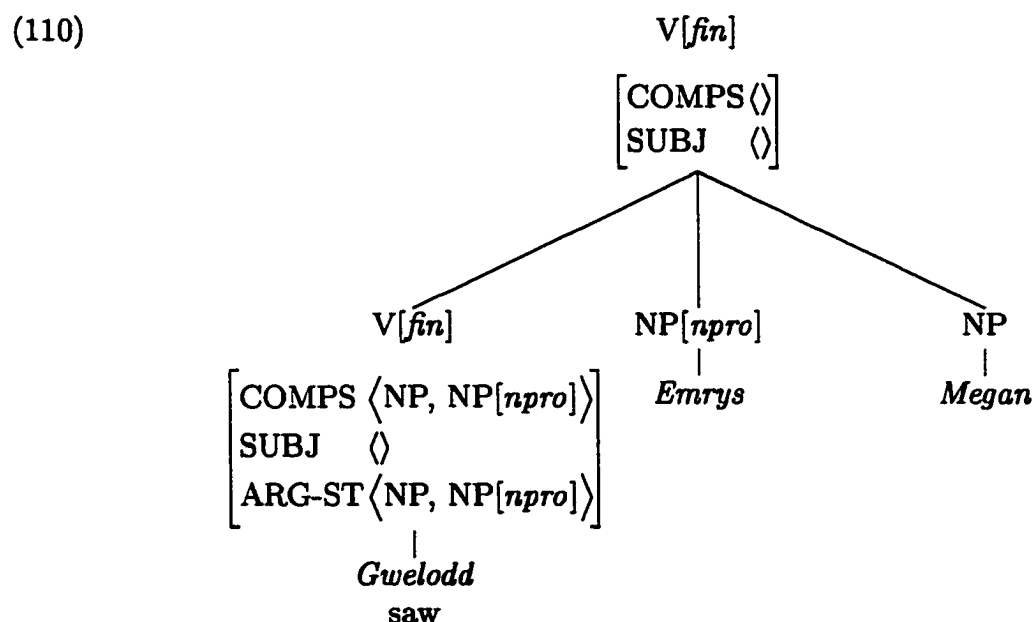 (110)
V[fin]
[COMPS ⟨⟩]
[SUBJ ⟨⟩]
V[fin] NP[npro] NP
[COMPS ⟨NP, NP[npro]⟩]
[SUBJ ⟨⟩]
[ARG-ST ⟨NP, NP[npro]⟩]
Emrys Megan
Gwelodd
saw